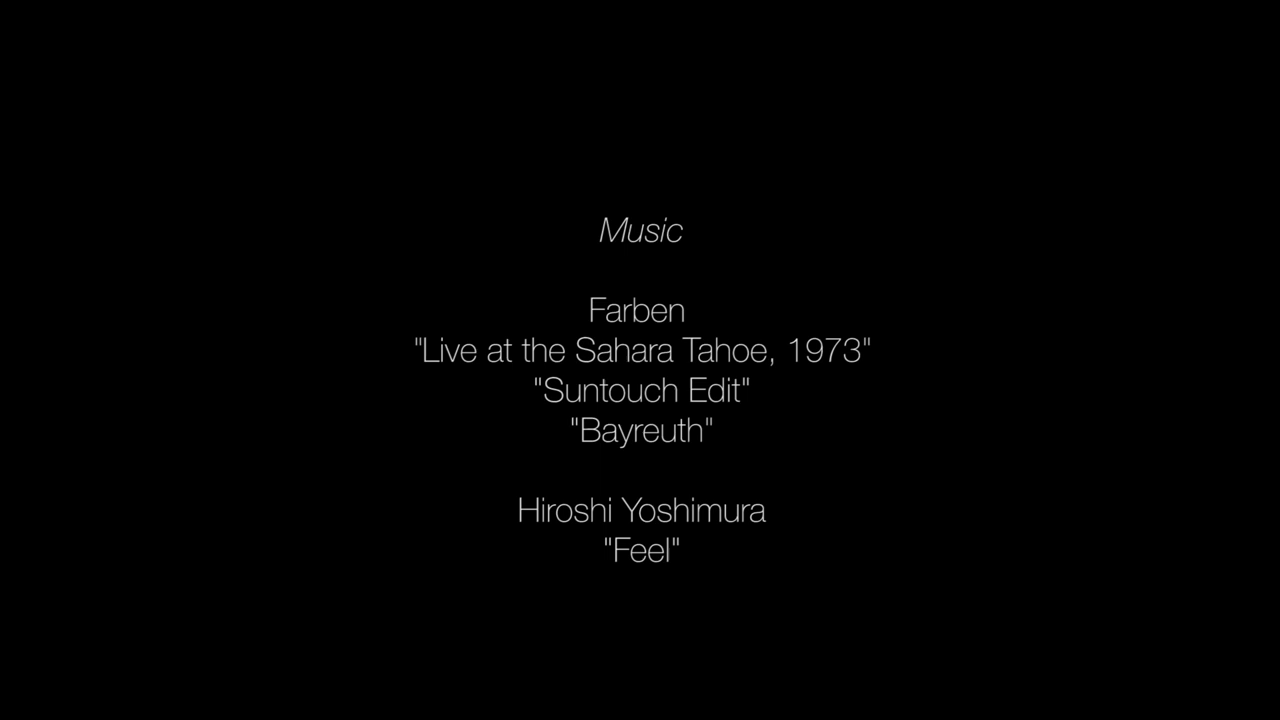 Music
Farben
"Live at the Sahara Tahoe, 1973"
"Suntouch Edit"
"Bayreuth"
Hiroshi Yoshimura
"Feel"